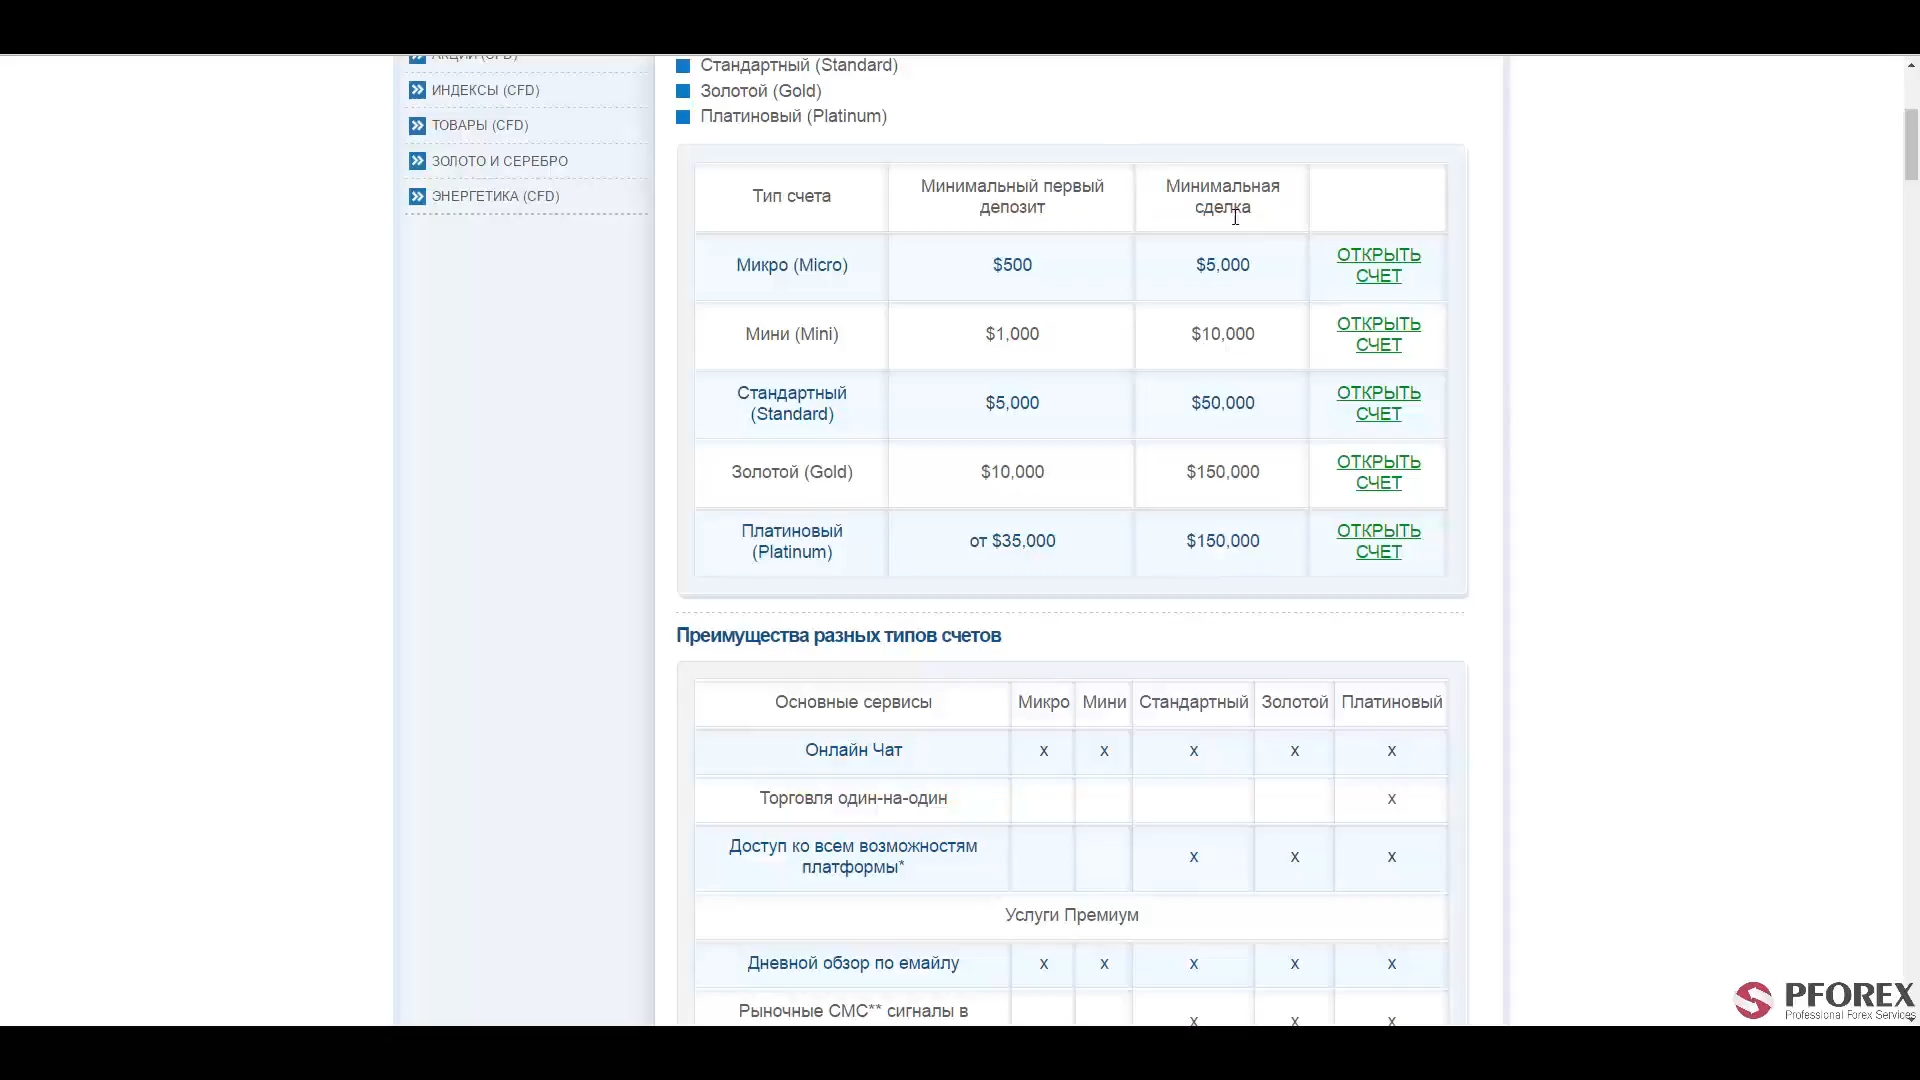 АКЦИИ (CFD)
ИНДЕКСЫ (CFD)
ТОВАРЫ (CFD)
ЗОЛОТО И СЕРЕБРО
ЭНЕРГЕТИКА (CFD)
Стандартный (Standard)
Золотой (Gold)
Платиновый (Platinum)
Тип счета
Минимальный первый
депозит
Минимальная
сделка
Микро (Micro)
$500
$5,000
ОТКРЫТЬ
СЧЕТ
Мини (Mini)
$1,000
$10,000
ОТКРЫТЬ
СЧЕТ
Стандартный
(Standard)
$5,000
$50,000
ОТКРЫТЬ
СЧЕТ
Золотой (Gold)
$10,000
$150,000
ОТКРЫТЬ
СЧЕТ
Платиновый
(Platinum)
от $35,000
$150,000
ОТКРЫТЬ
СЧЕТ
Преимущества разных типов счетов
Основные сервисы
Микро
Мини
Стандартный
Золотой
Платиновый
Онлайн Чат
x
x
x
x
x
Торговля один-на-один
x
Доступ ко всем возможностям
платформы*
x
x
x
Услуги Премиум
Дневной обзор по емайлу
x
x
x
x
x
Рыночные СМС** сигналы в
x
x
x
PFOREX
Professional Forex Services